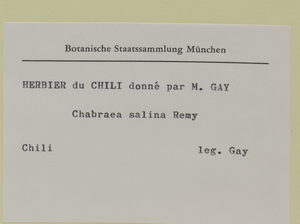 Botanische Staatssammlung München
HERBIER du CHILI donné par M. GAY
Chabraea salina Remy
Chili leg. Gay